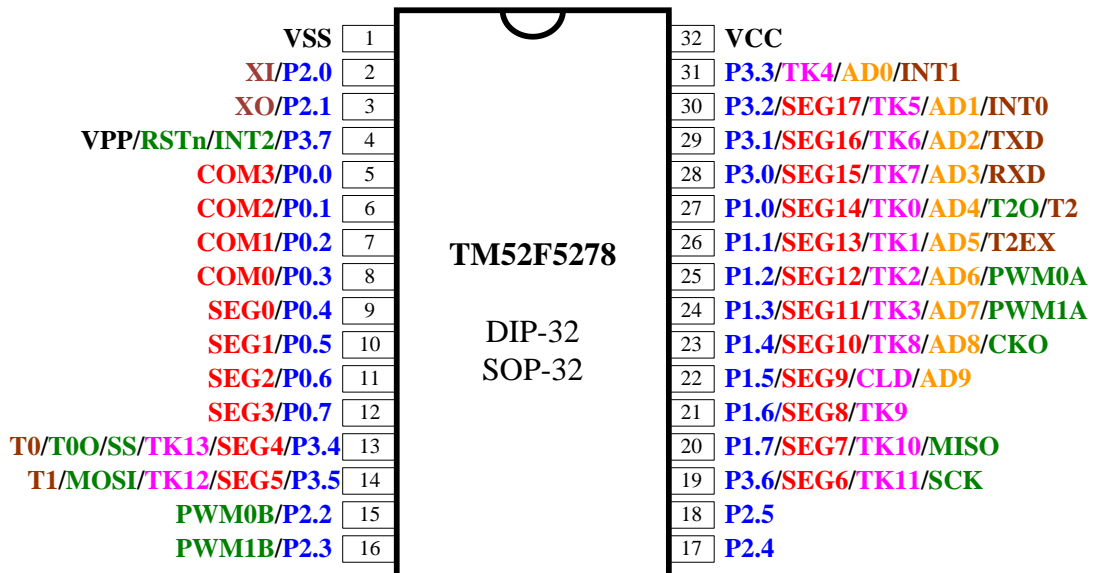 VSS 1 32 VCC
XI/P2.0 2 31 P3.3/TK4/AD0/INT1
XO/P2.1 3 30 P3.2/SEG17/TK5/AD1/INT0
VPP/RSTn/INT2/P3.7 4 29 P3.1/SEG16/TK6/AD2/TXD
COM3/P0.0 5 28 P3.0/SEG15/TK7/AD3/RXD
COM2/P0.1 6 27 P1.0/SEG14/TK0/AD4/T2O/T2
COM1/P0.2 7 26 P1.1/SEG13/TK1/AD5/T2EX
TM52F5278
COM0/P0.3 8 25 P1.2/SEG12/TK2/AD6/PWM0A
SEG0/P0.4 9 24 P1.3/SEG11/TK3/AD7/PWM1A
DIP-32
SEG1/P0.5 10 23 P1.4/SEG10/TK8/AD8/CKO
SOP-32
SEG2/P0.6 11 22 P1.5/SEG9/CLD/AD9
SEG3/P0.7 12 21 P1.6/SEG8/TK9
T0/T0O/SS/TK13/SEG4/P3.4 13 20 P1.7/SEG7/TK10/MISO
T1/MOSI/TK12/SEG5/P3.5 14 19 P3.6/SEG6/TK11/SCK
PWM0B/P2.2 15 18 P2.5
PWM1B/P2.3 16 17 P2.4